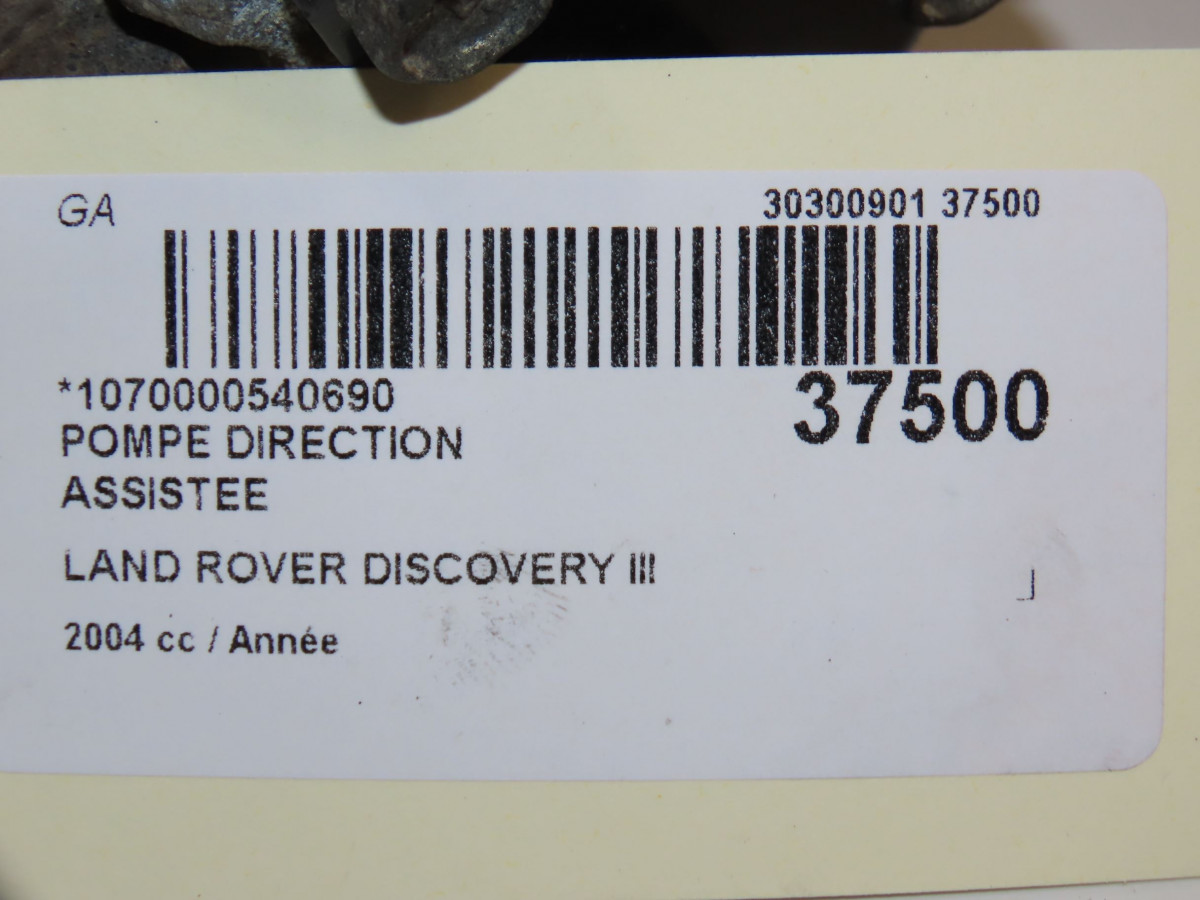 GA
30300901 37500
*1070000540690
37500
POMPE DIRECTION
ASSISTEE
LAND ROVER DISCOVERY III
2004 cc / Année